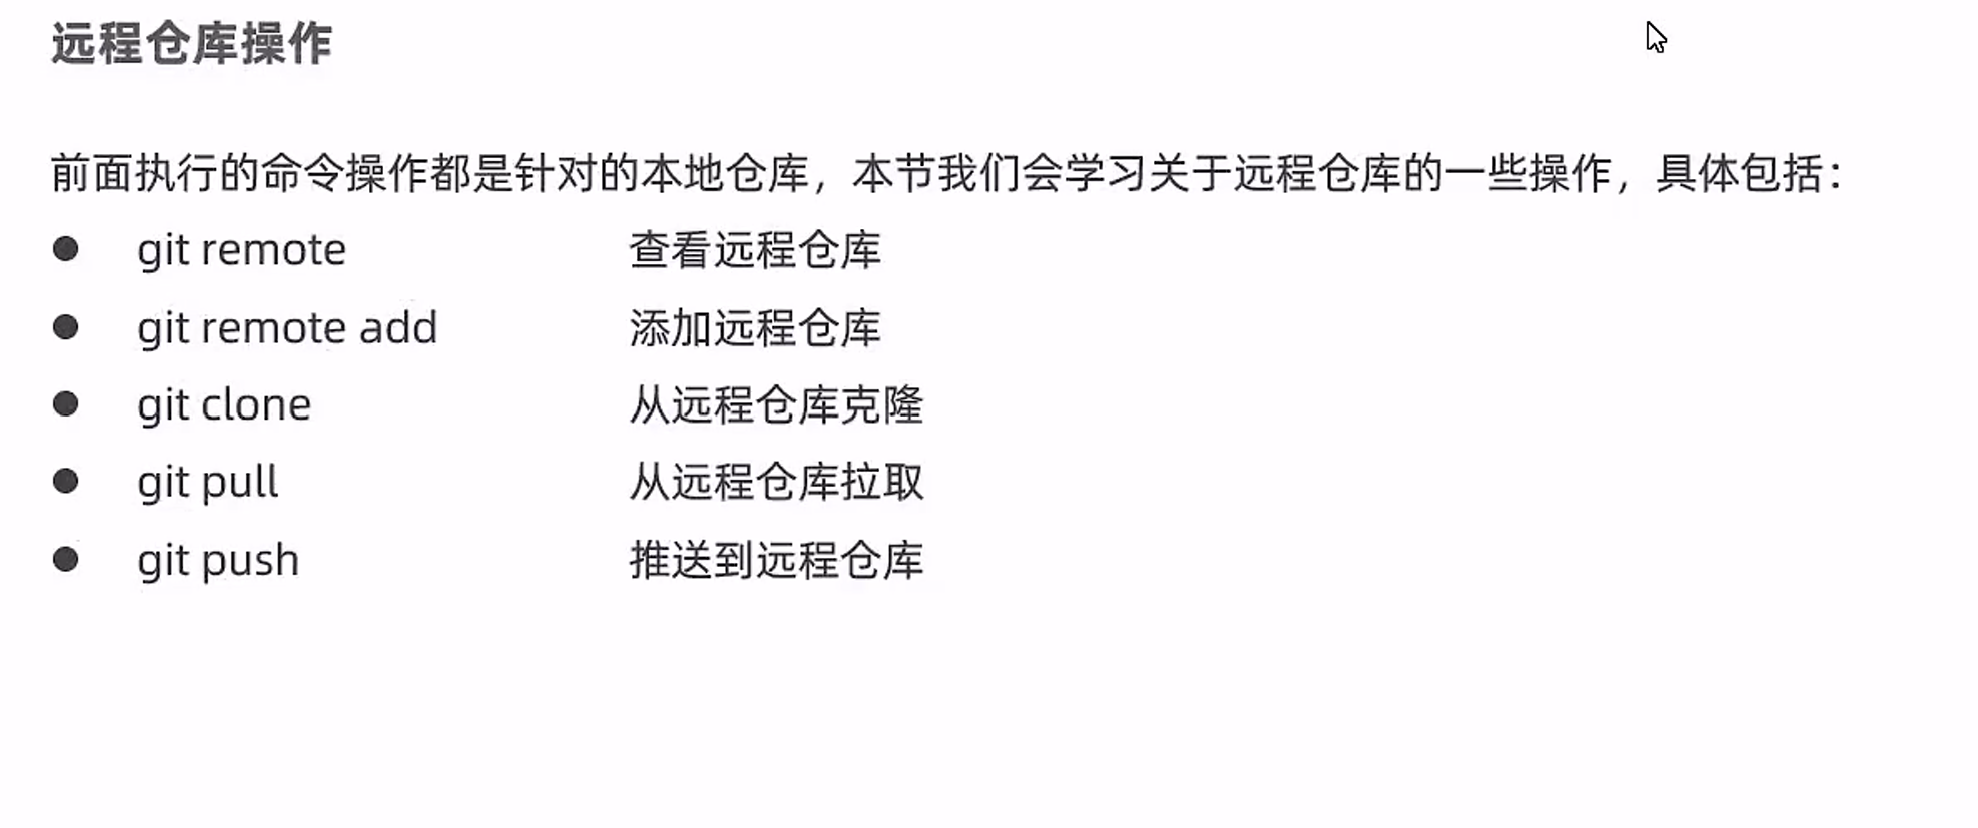 远程仓库操作
前面执行的命令操作都是针对的本地仓库，本节我们会学习关于远程仓库的一些操作，具体包括：
● git remote 查看远程仓库
● git remote add 添加远程仓库
● git clone 从远程仓库克隆
● git pull 从远程仓库拉取
● git push 推送到远程仓库